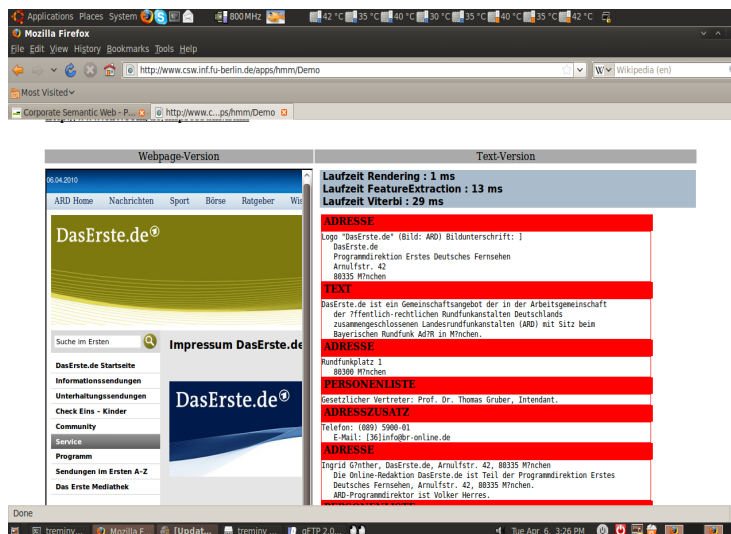 Applications Places System 800 MHz 42 °C 35 °C 40 °C 30 °C 35 °C 40 °C 35 °C 42 °C
Mozilla Firefox
File Edit View History Bookmarks Tools Help
http://www.csw.inf.fu-berlin.de/apps/hmm/Demo W Wikipedia (en)
Most Visited
Corporate Semantic Web - P... http://www.c...ps/hmm/Demo
Webpage-Version Text-Version
06.04.2010
ARD Home Nachrichten Sport Börse Ratgeber Wis
DasErste.de
Suche im Ersten
Impressum DasErste.de
DasErste.de Startseite
Informationssendungen
Unterhaltungssendungen
Check Eins - Kinder
Community
Service
Programm
Sendungen im Ersten A-Z
Das Erste Mediathek
DasErste.de
Laufzeit Rendering : 1 ms
Laufzeit FeatureExtraction : 13 ms
Laufzeit Viterbi : 29 ms
ADRESSE
Logo "DasErste.de" (Bild: ARD) Bildunterschrift: ]
DasErste.de
Programmdirektion Erstes Deutsches Fernsehen
Arnulfstr. 42
80335 M?nchen
TEXT
DasErste.de ist ein Gemeinschaftsangebot der in der Arbeitsgemeinschaft
der ?ffentlich-rechtlichen Rundfunkanstalten Deutschlands
zusammengeschlossenen Landesrundfunkanstalten (ARD) mit Sitz beim
Bayerischen Rundfunk Ad?R in M?nchen.
ADRESSE
Rundfunkplatz 1
80300 M?nchen
PERSONENLISTE
Gesetzlicher Vertreter: Prof. Dr. Thomas Gruber, Intendant.
ADRESSZUSATZ
Telefon: (089) 5900-01
E-Mail: [36]info@br-online.de
ADRESSE
Ingrid G?nther, DasErste.de, Arnulfstr. 42, 80335 M?nchen
Die Online-Redaktion DasErste.de ist Teil der Programmdirektion Erstes
Deutsches Fernsehen, Arnulfstr. 42, 80335 M?nchen.
ARD-Programmdirektor ist Volker Herres.
PERSONENLISTE
Done
treminy... Mozilla F... [Updat... treminy ... gFTP 2.0... Tue Apr 6, 3:26 PM